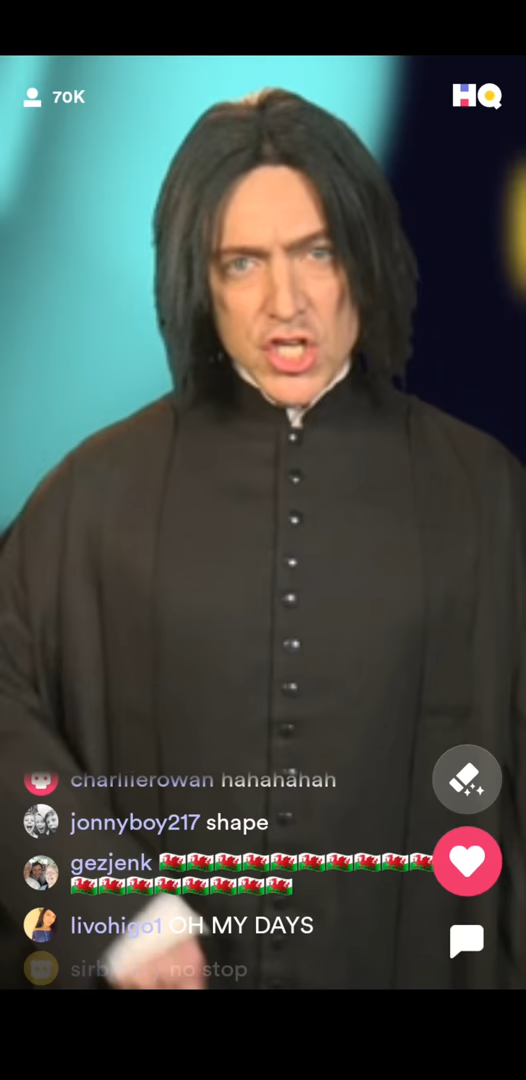 70K
HQ
charlierowan hahahahah
jonnyboy217 shape
gezjenk 🏴󠁧󠁢󠁷󠁬󠁳󠁿🏴󠁧󠁢󠁷󠁬󠁳󠁿🏴󠁧󠁢󠁷󠁬󠁳󠁿🏴󠁧󠁢󠁷󠁬󠁳󠁿🏴󠁧󠁢󠁷󠁬󠁳󠁿🏴󠁧󠁢󠁷󠁬󠁳󠁿🏴󠁧󠁢󠁷󠁬󠁳󠁿🏴󠁧󠁢󠁷󠁬󠁳󠁿🏴󠁧󠁢󠁷󠁬󠁳󠁿🏴󠁧󠁢󠁷󠁬󠁳󠁿
🏴󠁧󠁢󠁷󠁬󠁳󠁿🏴󠁧󠁢󠁷󠁬󠁳󠁿🏴󠁧󠁢󠁷󠁬󠁳󠁿🏴󠁧󠁢󠁷󠁬󠁳󠁿🏴󠁧󠁢󠁷󠁬󠁳󠁿🏴󠁧󠁢󠁷󠁬󠁳󠁿🏴󠁧󠁢󠁷󠁬󠁳󠁿🏴󠁧󠁢󠁷󠁬󠁳󠁿
livohigo1 OH MY DAYS
no stop